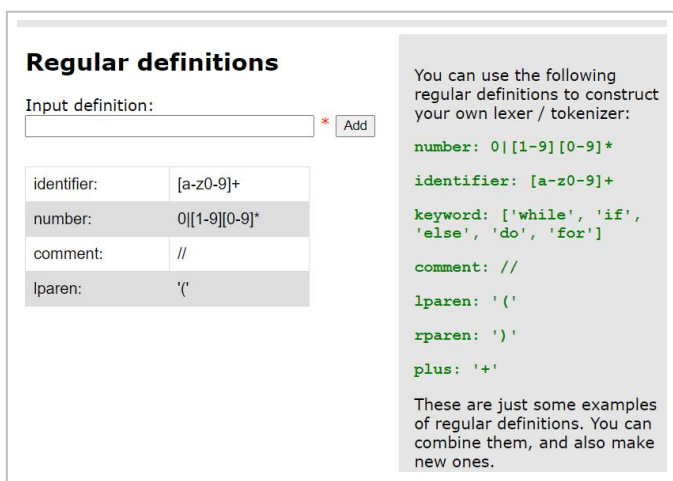 Regular definitions
Input definition:
* Add
identifier: [a-z0-9]+
number: 0|[1-9][0-9]*
comment: //
lparen: '('
You can use the following
regular definitions to construct
your own lexer / tokenizer:
number: 0|[1-9][0-9]*
identifier: [a-z0-9]+
keyword: ['while', 'if',
'else', 'do', 'for']
comment: //
lparen: '('
rparen: ')'
plus: '+'
These are just some examples
of regular definitions. You can
combine them, and also make
new ones.